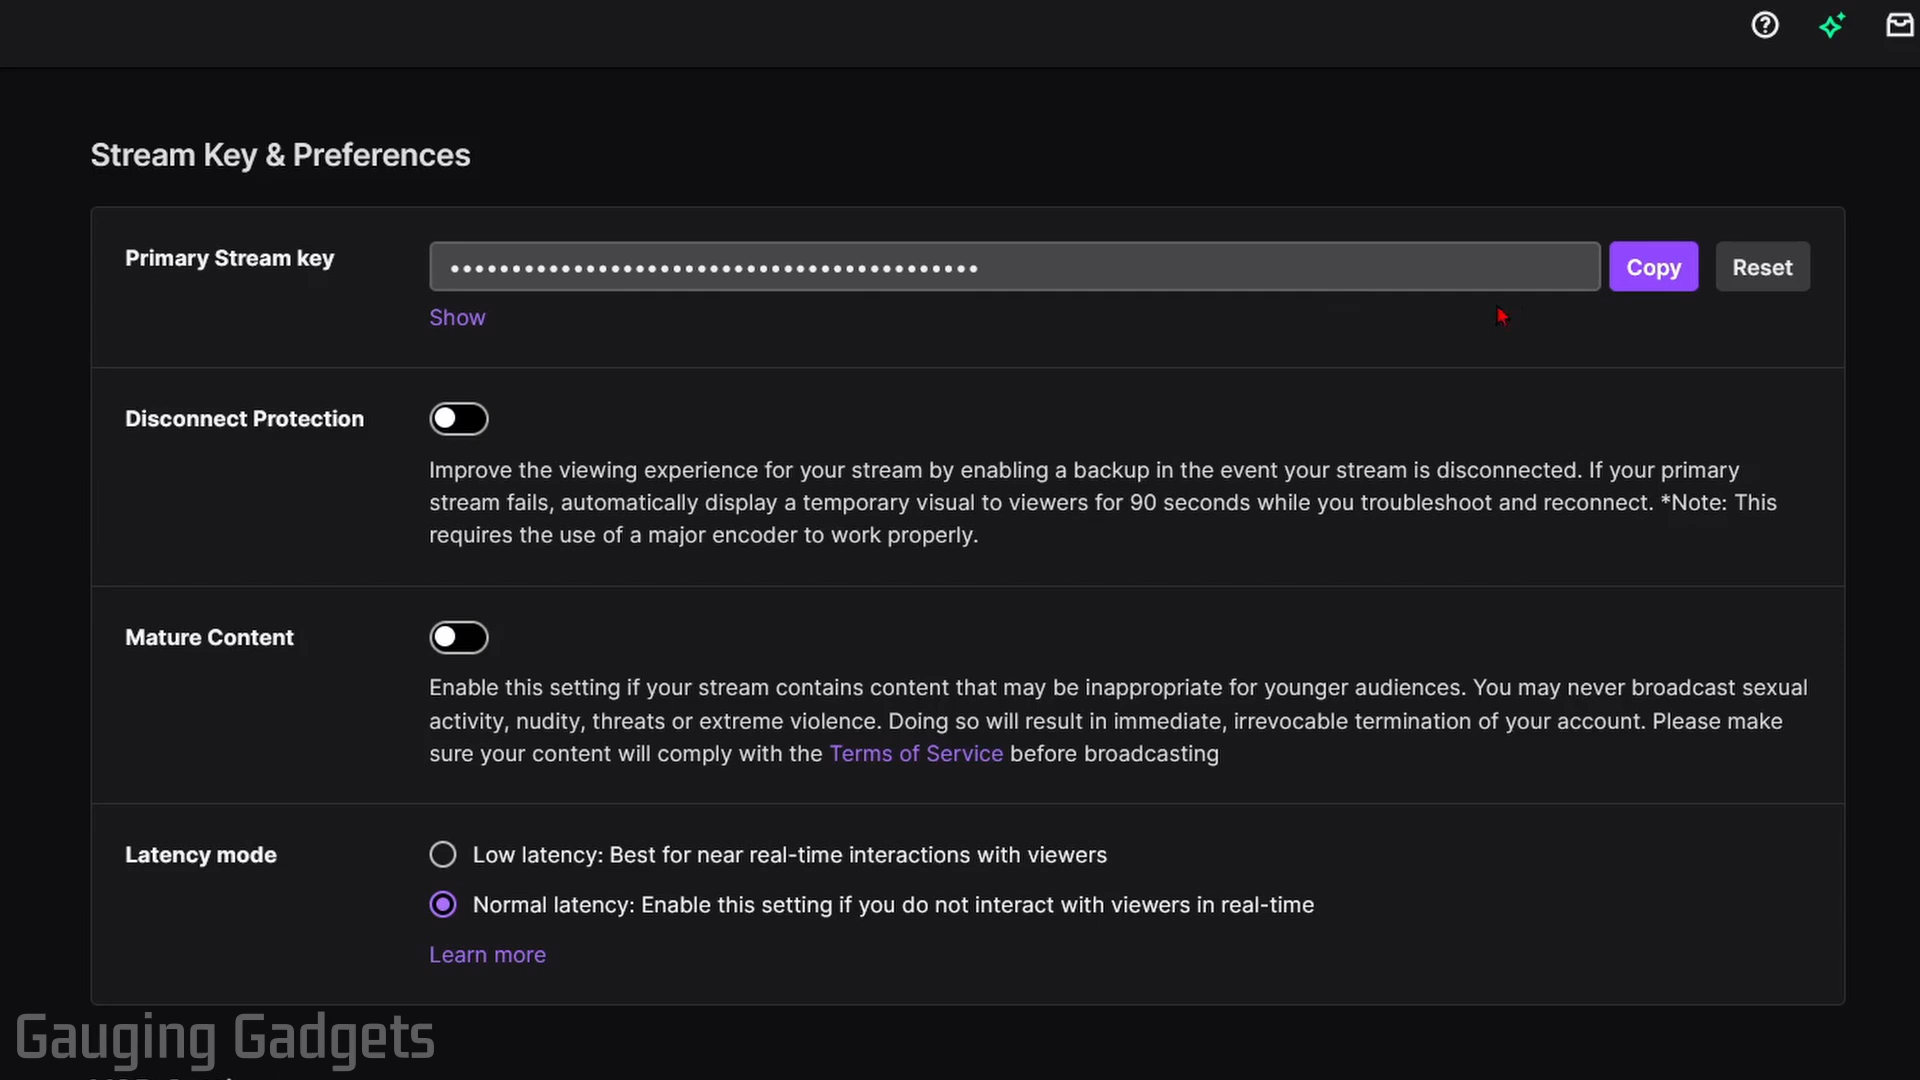 Stream Key & Preferences
Primary Stream key
Copy
Reset
Show
Disconnect Protection
Improve the viewing experience for your stream by enabling a backup in the event your stream is disconnected. If your primary
stream fails, automatically display a temporary visual to viewers for 90 seconds while you troubleshoot and reconnect. *Note: This
requires the use of a major encoder to work properly.
Mature Content
Enable this setting if your stream contains content that may be inappropriate for younger audiences. You may never broadcast sexual
activity, nudity, threats or extreme violence. Doing so will result in immediate, irrevocable termination of your account. Please make
sure your content will comply with the Terms of Service before broadcasting
Latency mode
Low latency: Best for near real-time interactions with viewers
Normal latency: Enable this setting if you do not interact with viewers in real-time
Learn more
Gauging Gadgets